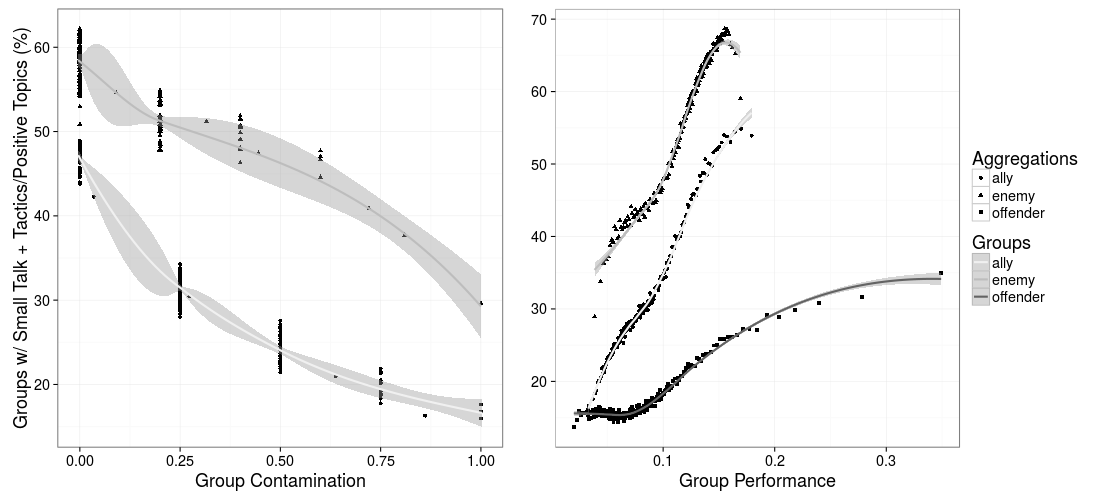 Groups w/ Small Talk + Tactics/Positive Topics (%)
60
50
40
30
20
0.00 0.25 0.50 0.75 1.00
Group Contamination
70
60
50
40
30
20
0.1 0.2 0.3
Group Performance
Aggregations
ally
enemy
offender
Groups
ally
enemy
offender